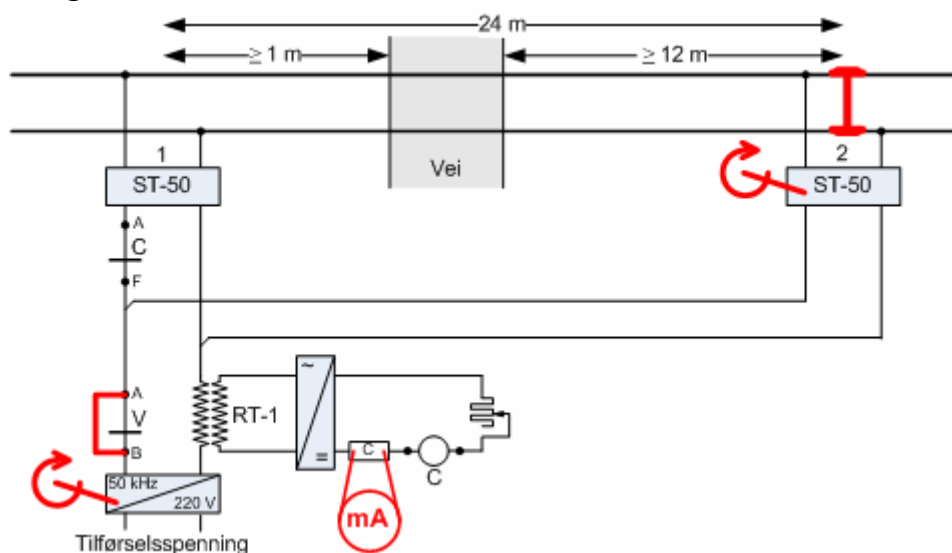 24 m
≥ 1 m
≥ 12 m
Vei
1
ST-50
2
ST-50
A
C
F
A
V
B
RT-1
~
=
C
C
mA
50 kHz
220 V
Tilførselsspenning